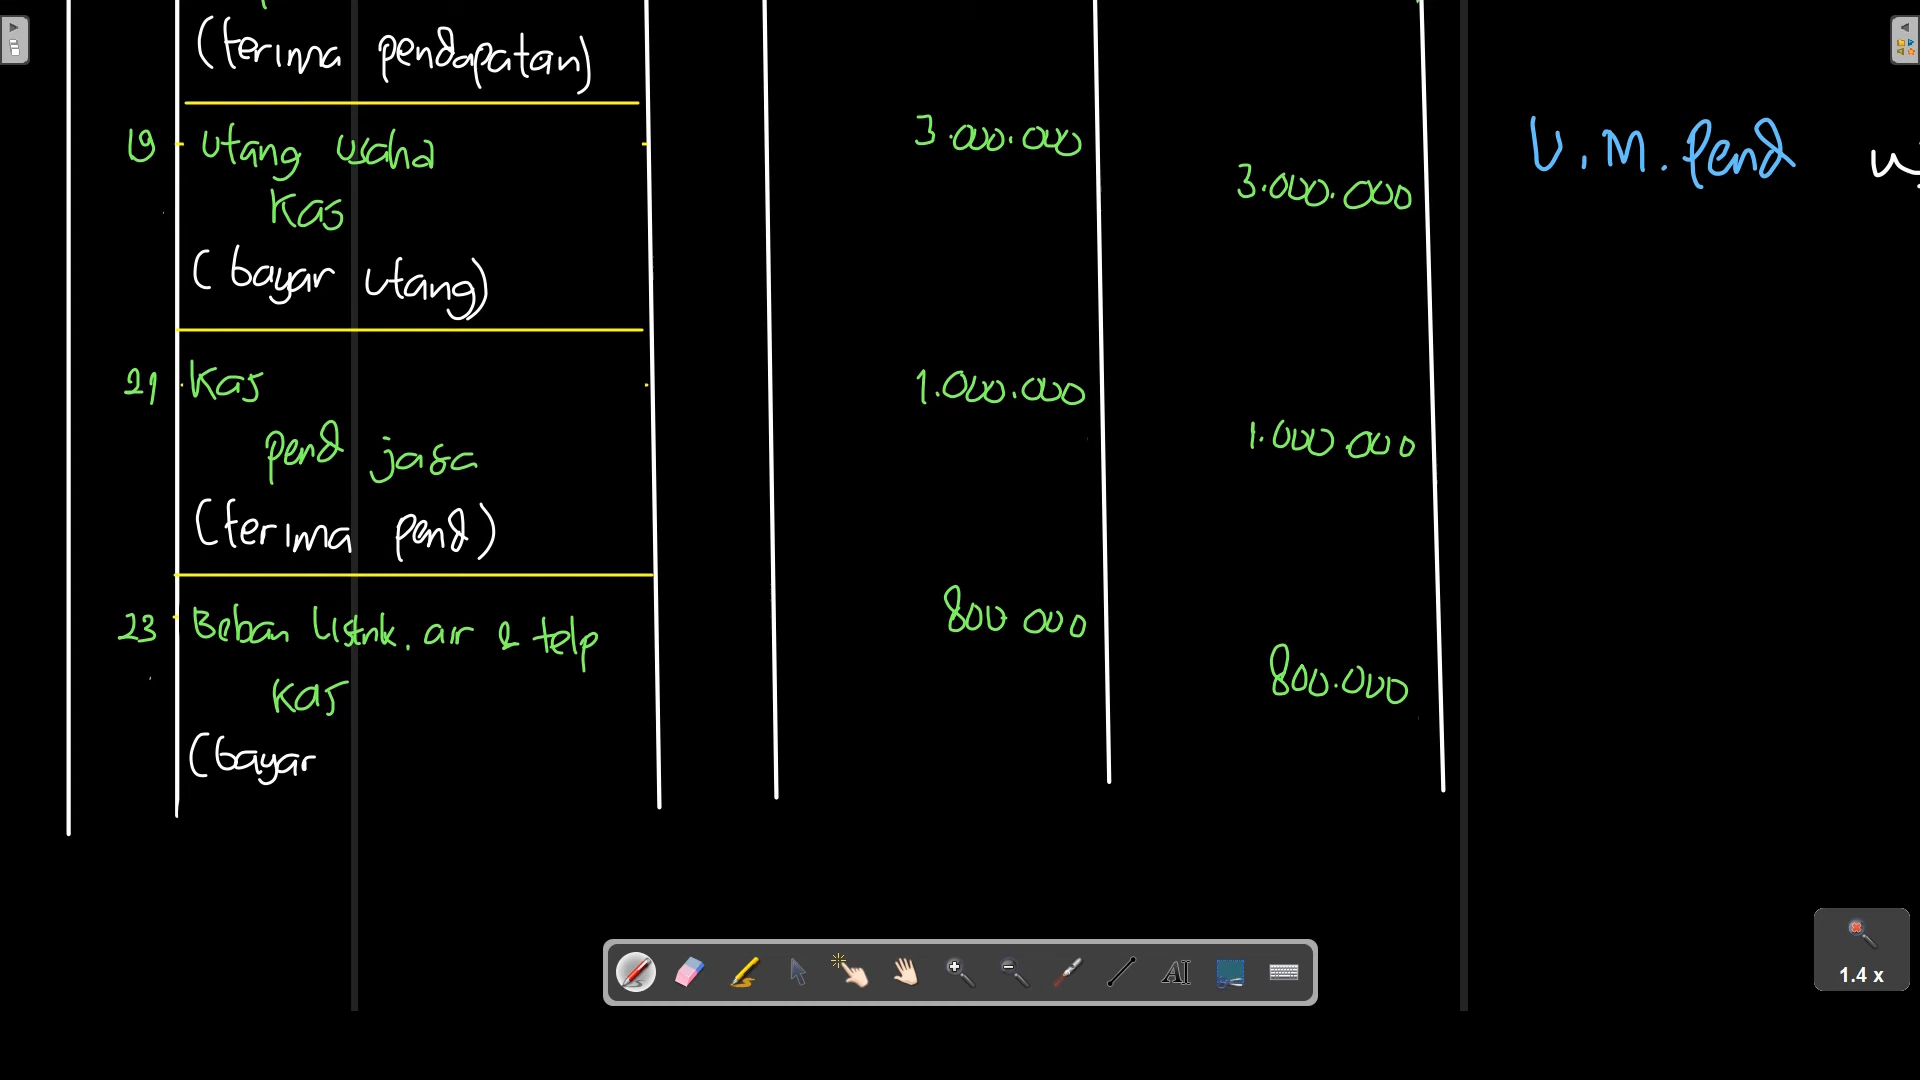 (terima pendapatan)
19 Utang usaha 3.000.000
Kas 3.000.000
(bayar utang)
21 Kas 1.000.000
pend jasa 1.000.000
(terima pend)
23 Beban Listrik, air & telp 800.000
Kas 800.000
(bayar
U.M. Pend
AI
1.4 x